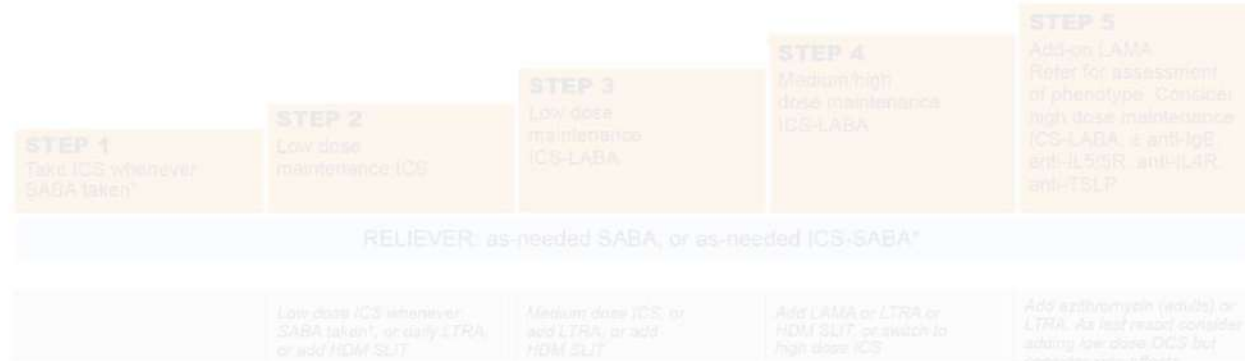 STEP 5
Add-on LAMA
Refer for assessment
of phenotype. Consider
high dose maintenance
ICS-LABA, ± anti-IgE,
anti-IL5/5R, anti-IL4R,
anti-TSLP
STEP 4
Medium/high
dose maintenance
ICS-LABA
STEP 3
Low dose
maintenance
ICS-LABA
STEP 2
Low dose
maintenance ICS
STEP 1
Take ICS whenever
SABA taken*
RELIEVER: as-needed SABA, or as-needed ICS-SABA*
Low dose ICS whenever
SABA taken*, or daily LTRA,
or add HDM SLIT
Medium dose ICS, or
add LTRA, or add
HDM SLIT
Add LAMA or LTRA or
HDM SLIT, or switch to
high dose ICS
Add azithromycin (adults) or
LTRA. As last resort consider
adding low dose OCS but